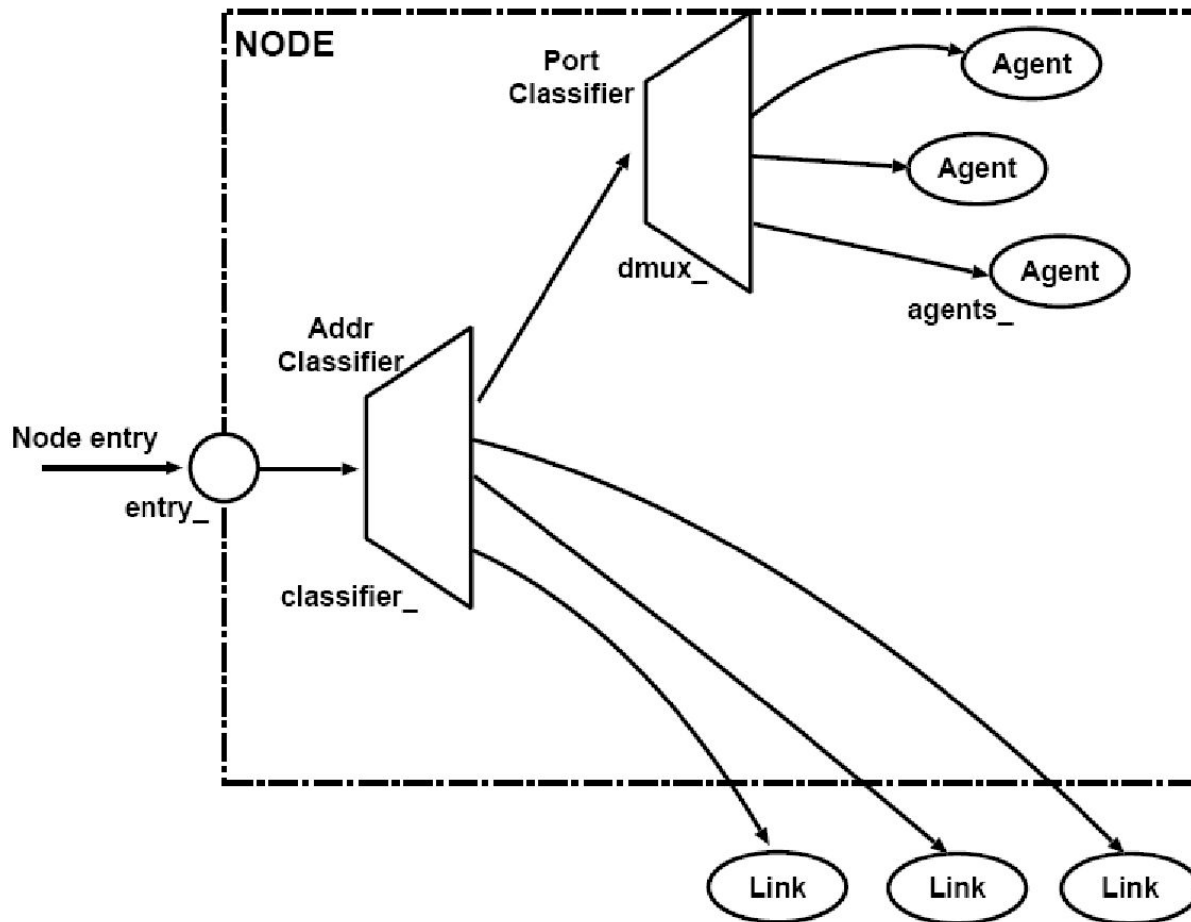 NODE
Port
Classifier
Agent
Agent
dmux_
Agent
agents_
Addr
Classifier
Node entry
entry_
classifier_
Link
Link
Link